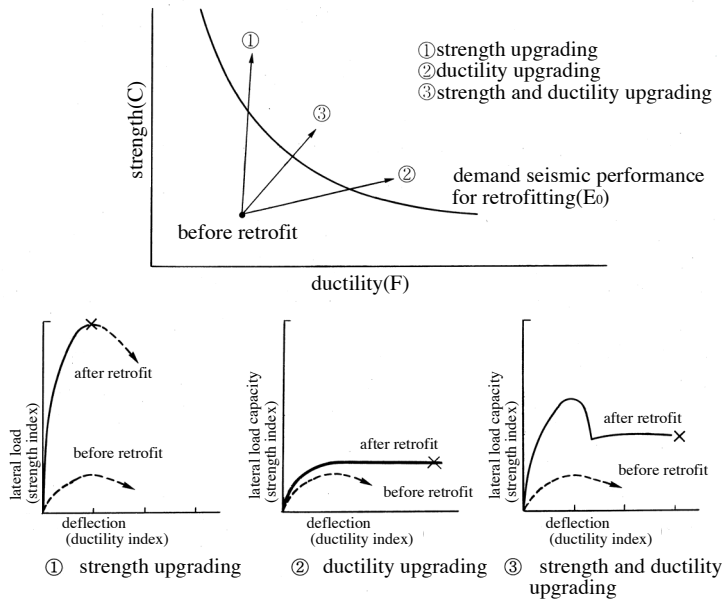 ①
①strength upgrading
②ductility upgrading
③strength and ductility upgrading
③
strength(C)
②
demand seismic performance
for retrofitting(E₀)
before retrofit
ductility(F)
lateral load
(strength index)
after retrofit
before retrofit
deflection
(ductility index)
① strength upgrading
lateral load capacity
(strength index)
after retrofit
before retrofit
deflection
(ductility index)
② ductility upgrading
lateral load capacity
(strength index)
after retrofit
before retrofit
deflection
(ductility index)
③ strength and ductility
upgrading